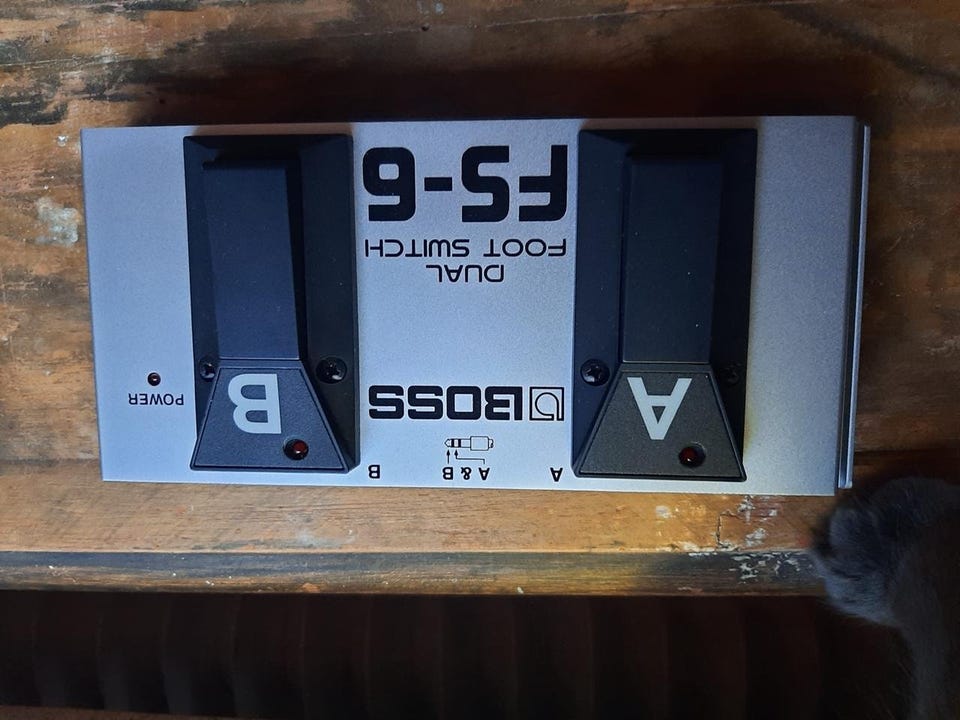 A
A & B
B
BOSS
A
B
POWER
DUAL
FOOT SWITCH
FS-6